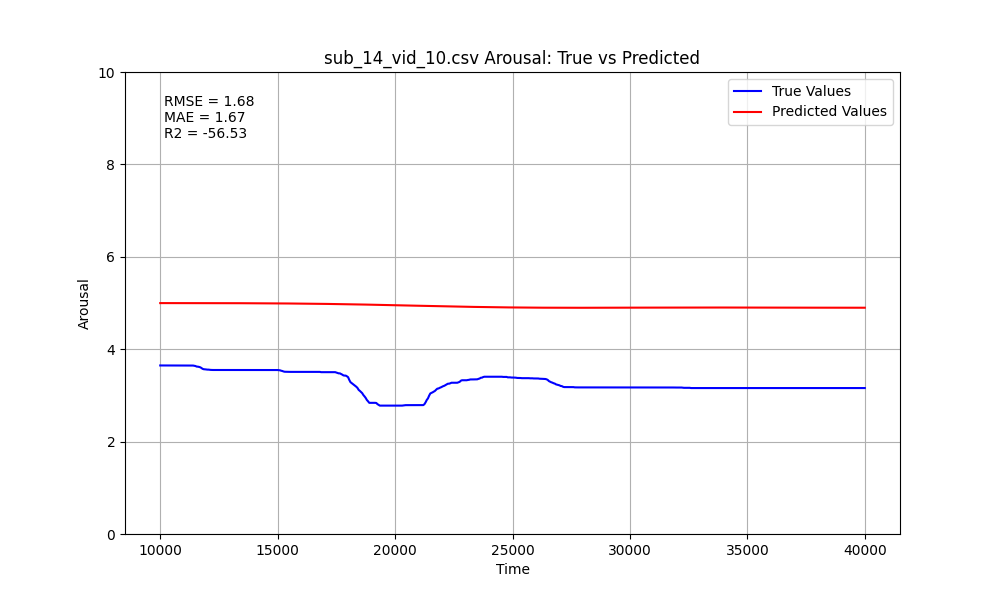 sub_14_vid_10.csv Arousal: True vs Predicted
RMSE = 1.68
MAE = 1.67
R2 = -56.53
True Values
Predicted Values
Arousal
10
8
6
4
2
0
10000 15000 20000 25000 30000 35000 40000
Time